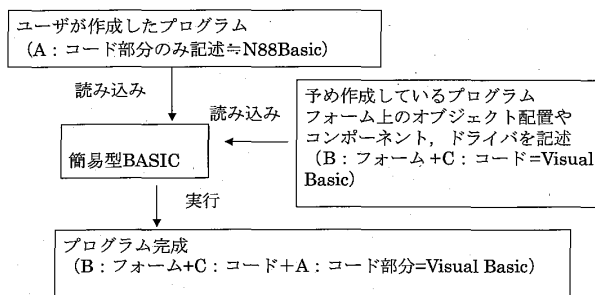 ユーザが作成したプログラム
(A:コード部分のみ記述≒N88Basic)
読み込み
読み込み
予め作成しているプログラム
フォーム上のオブジェクト配置や
コンポーネント,ドライバを記述
(B:フォーム+C:コード=Visual
Basic)
簡易型BASIC
実行
プログラム完成
(B:フォーム+C:コード+A:コード部分=Visual Basic)